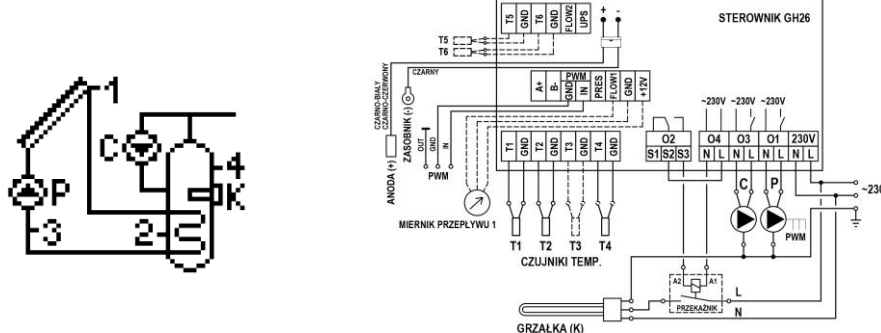 1
C
4
P
K
3
2
STEROWNIK GH26
T5 GND T6 GND FLOW2 UPS
+ -
T5
T6
CZARNO-BIAŁY
CZARNO-CZERWONY
CZARNY
ZASOBNIK (-)
ANODA (+)
PWM
A+ B- GND IN PRES FLOW1 GND +12V
OUT
GND
IN
PWM
~230V ~230V ~230V
O2 O4 O3 O1 230V
S1 S2 S3 N L N L N L N L
T1 GND T2 GND T3 GND T4 GND
MIERNIK PRZEPŁYWU 1
C P
~230
PWM
T1 T2 T3 T4
CZUJNIKI TEMP.
A2 A1
PRZEKAŹNIK
L
N
GRZAŁKA (K)